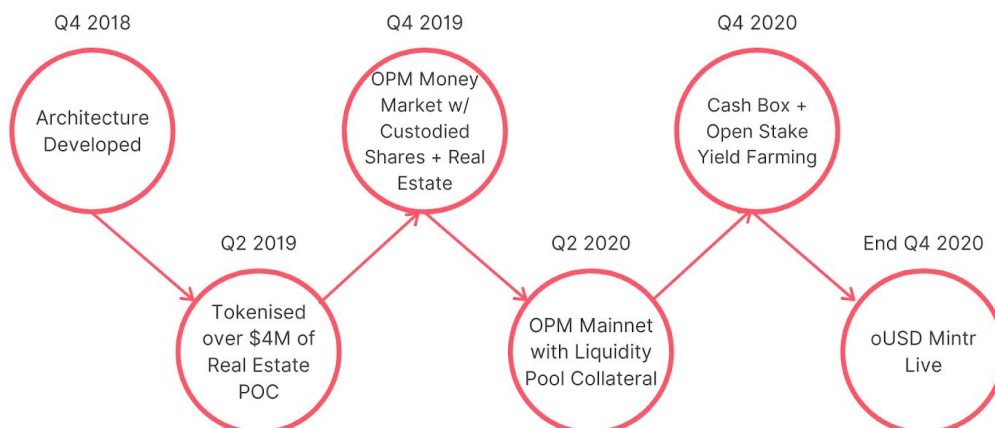 Q4 2018
Architecture
Developed
Q2 2019
Tokenised
over $4M of
Real Estate
POC
Q4 2019
OPM Money
Market w/
Custodied
Shares + Real
Estate
Q2 2020
OPM Mainnet
with Liquidity
Pool Collateral
Q4 2020
Cash Box +
Open Stake
Yield Farming
End Q4 2020
oUSD Mintr
Live